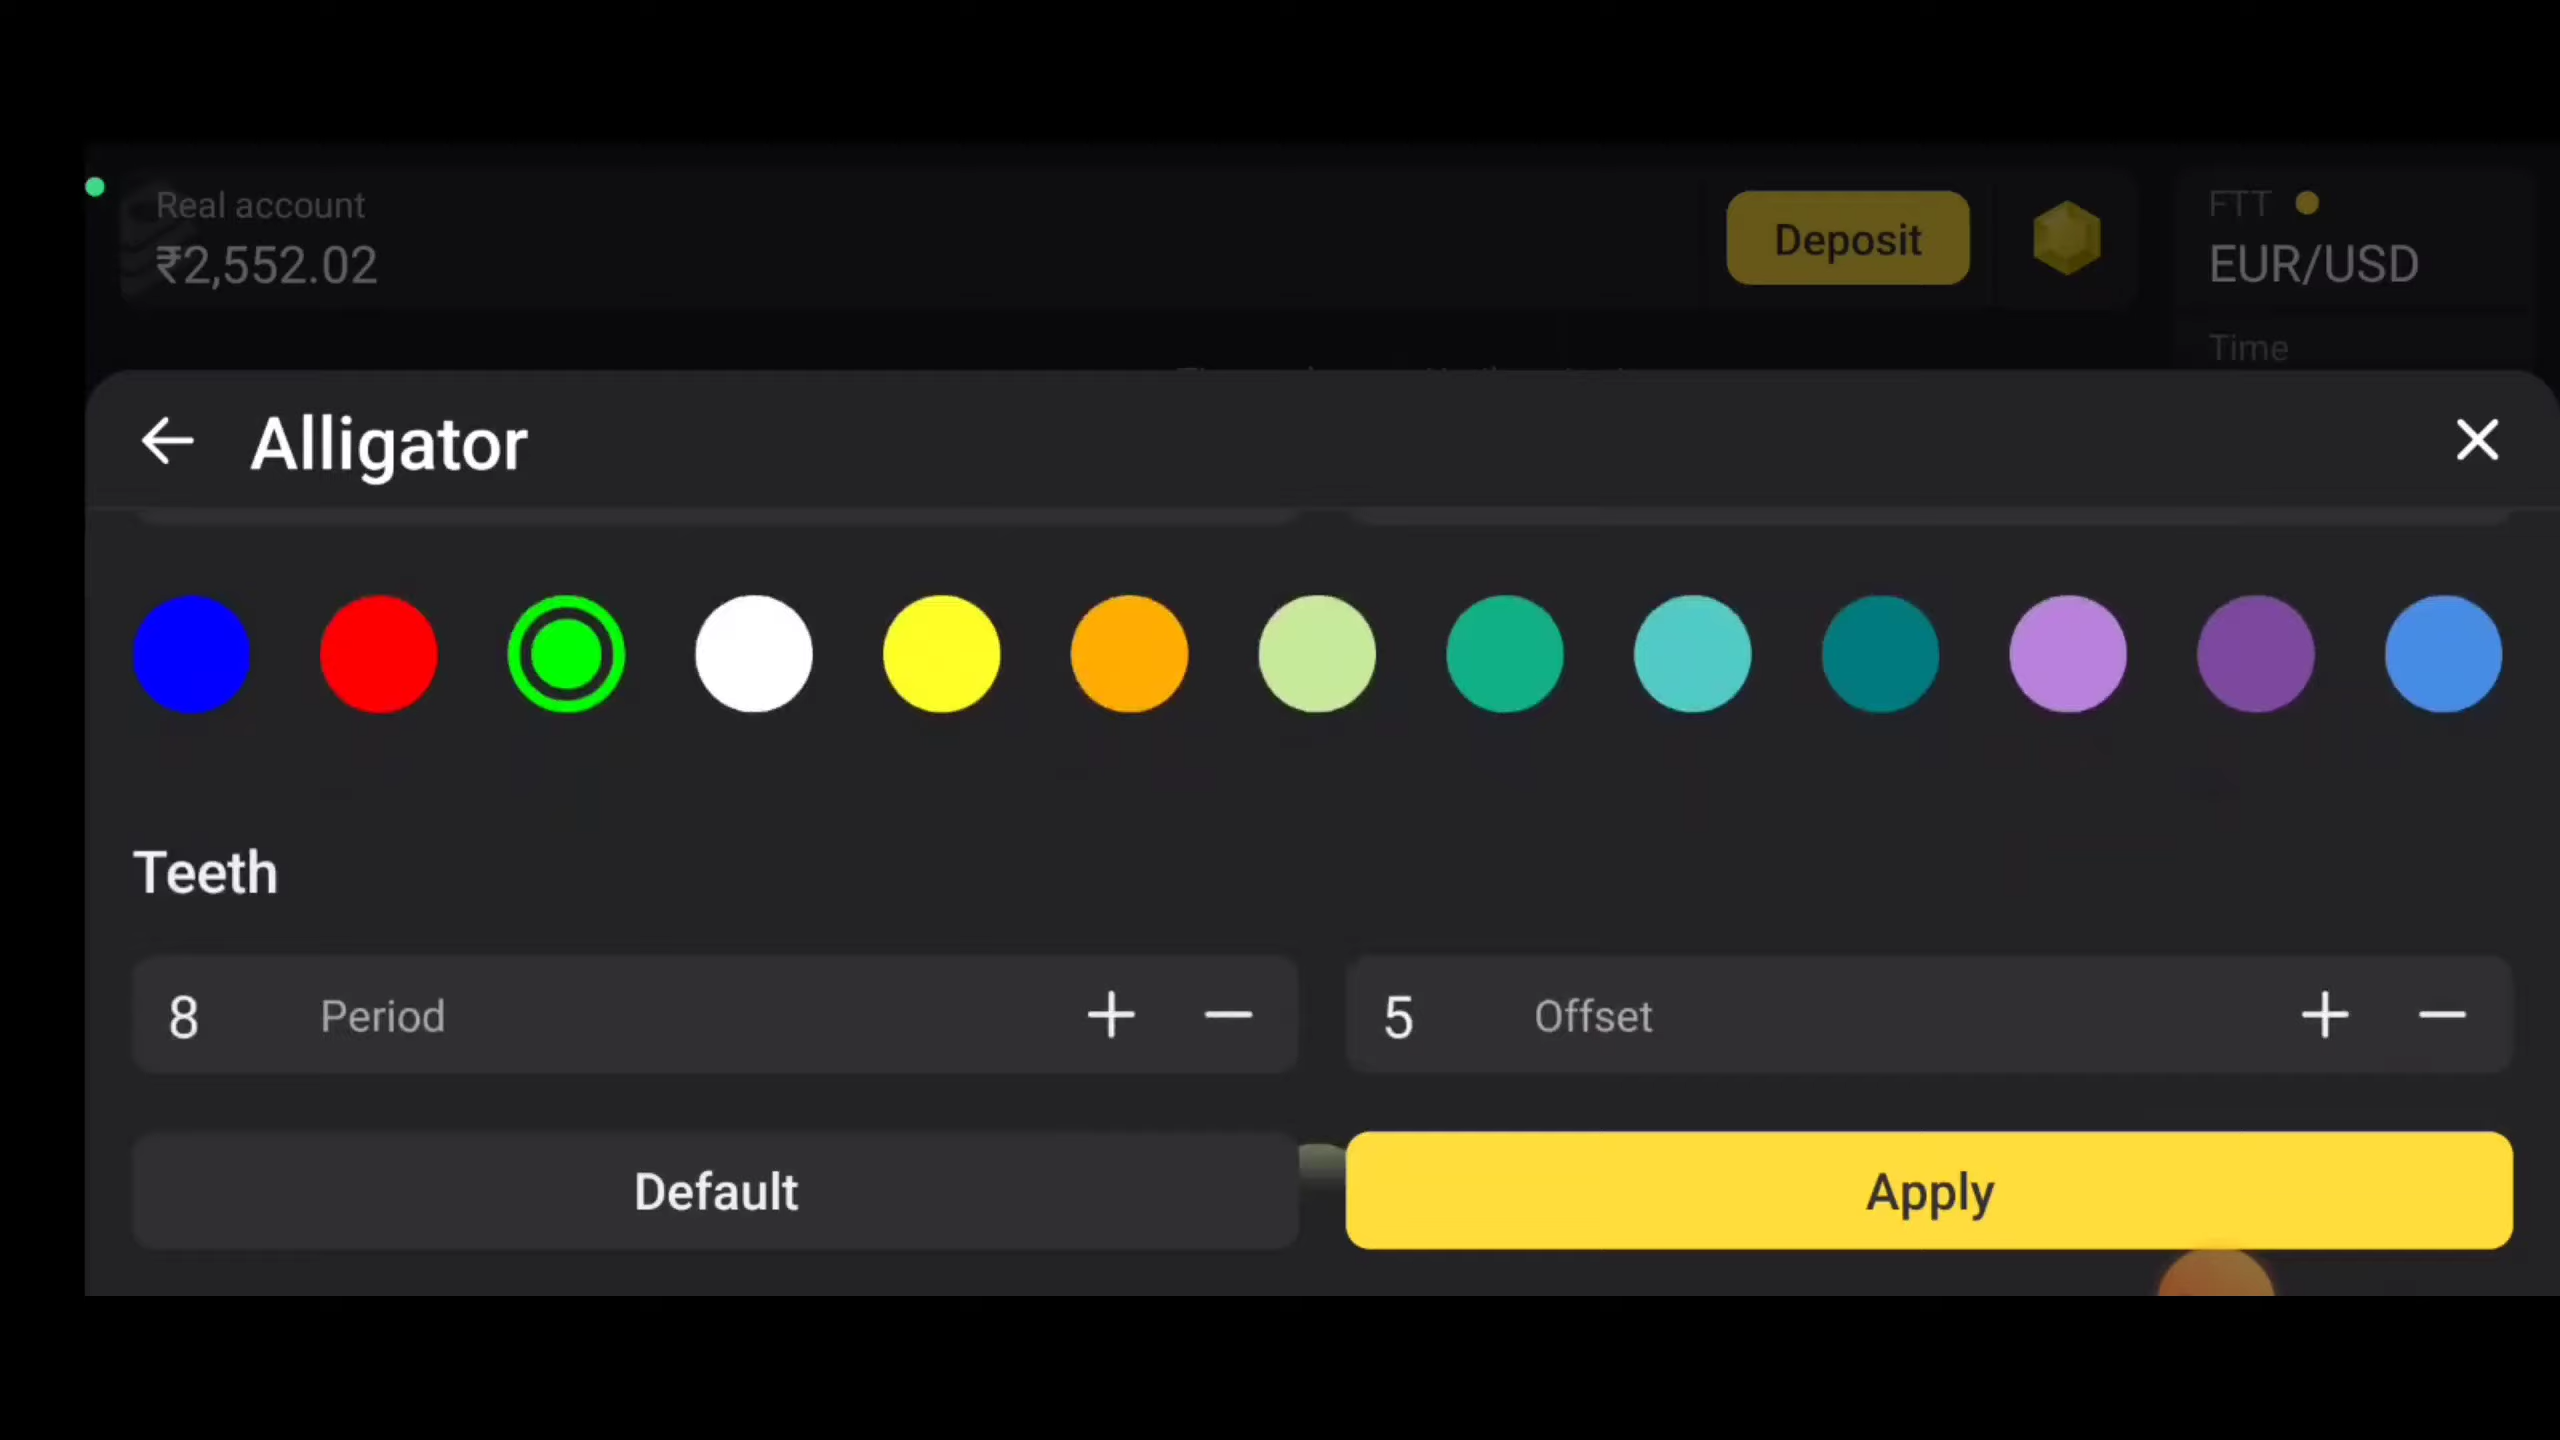 Real account
₹2,552.02
Deposit
FTT
EUR/USD
Time
Alligator
Teeth
8 Period
5 Offset
Default
Apply